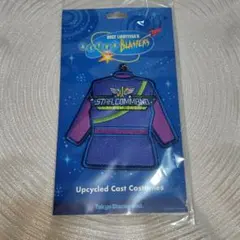 BUZZ LIGHTYEAR'S
ASTRO BLASTERS
STAR COMMAND
Upcycled Cast Costumes
Tokyo Disney Resort